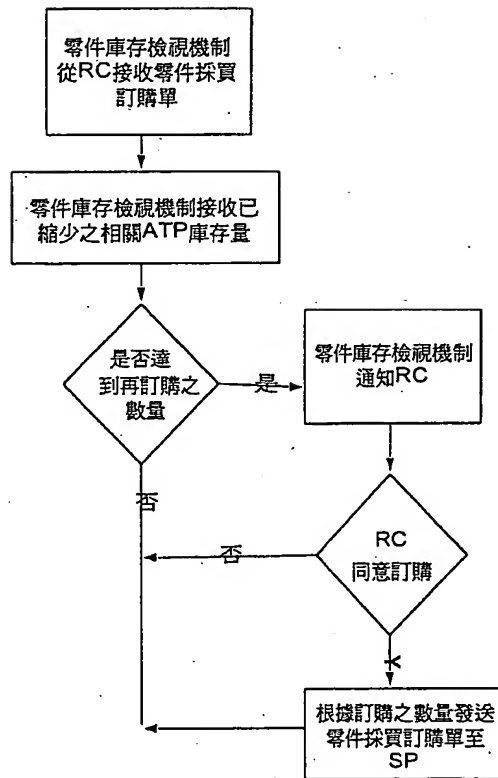 零件庫存檢視機制
從RC接收零件採買
訂購單
零件庫存檢視機制接收已
縮少之相關ATP庫存量
是否達
到再訂購之
數量
是
零件庫存檢視機制
通知RC
否
RC
同意訂購
否
Y
根據訂購之數量發送
零件採買訂購單至
SP